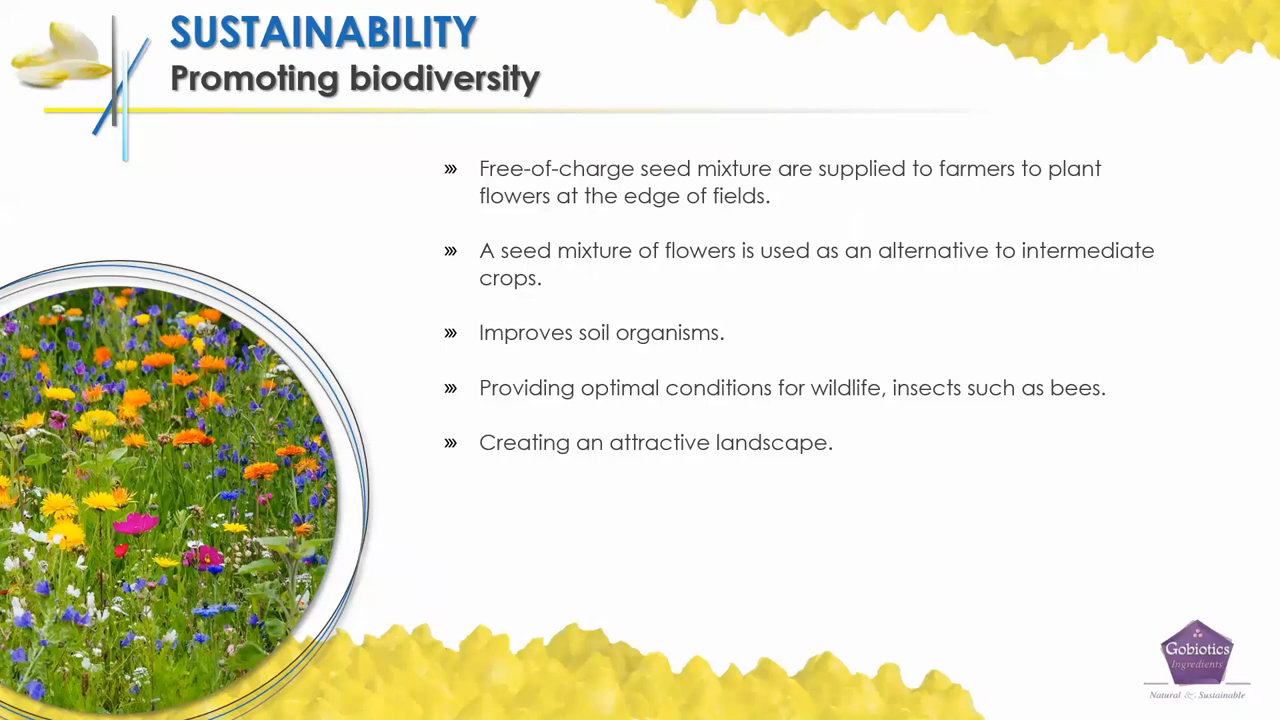 SUSTAINABILITY
Promoting biodiversity
»» Free-of-charge seed mixture are supplied to farmers to plant
flowers at the edge of fields.
»» A seed mixture of flowers is used as an alternative to intermediate
crops.
»» Improves soil organisms.
»» Providing optimal conditions for wildlife, insects such as bees.
»» Creating an attractive landscape.
Gobiotics
Ingredients
Natural & Sustainable